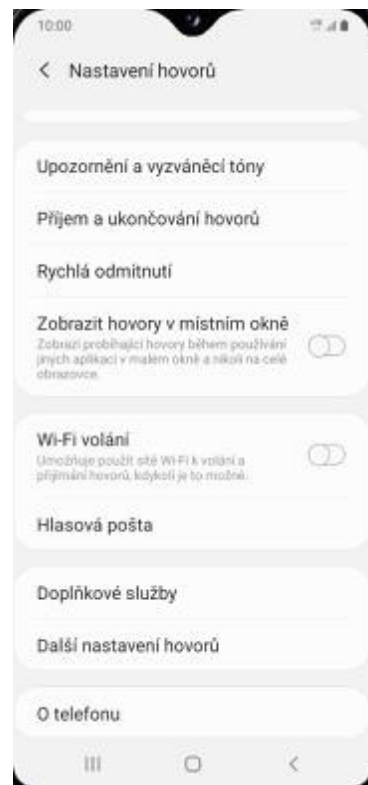 10:00
Nastavení hovorů
Upozornění a vyzváněcí tóny
Příjem a ukončování hovorů
Rychlá odmítnutí
Zobrazit hovory v místním okně
Zobrazí probíhající hovory během používání
jiných aplikací v malém okně a nikoli na celé
obrazovce.
Wi-Fi volání
Umožňuje použít sítě Wi-Fi k volání a
přijímání hovorů, kdykoli je to možné.
Hlasová pošta
Doplňkové služby
Další nastavení hovorů
O telefonu